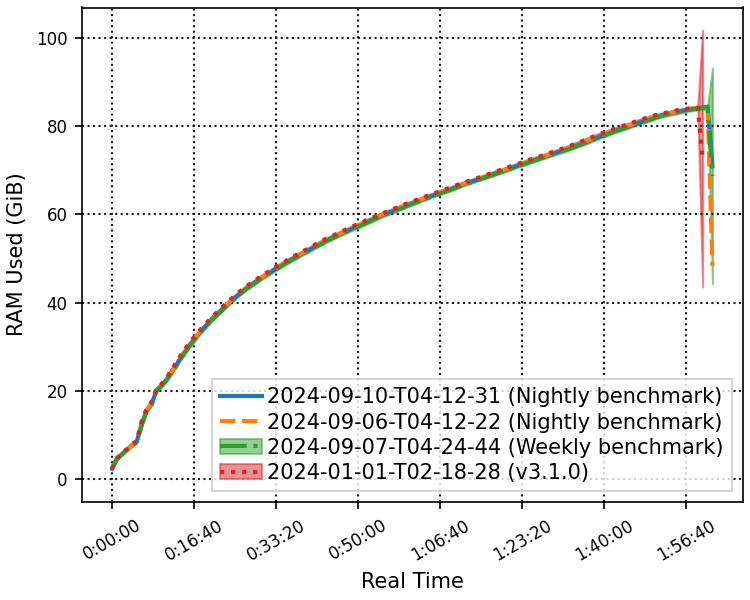 100
80
60
40
20
0
RAM Used (GiB)
2024-09-10-T04-12-31 (Nightly benchmark)
2024-09-06-T04-12-22 (Nightly benchmark)
2024-09-07-T04-24-44 (Weekly benchmark)
2024-01-01-T02-18-28 (v3.1.0)
0:00:00
0:16:40
0:33:20
0:50:00
1:06:40
1:23:20
1:40:00
1:56:40
Real Time